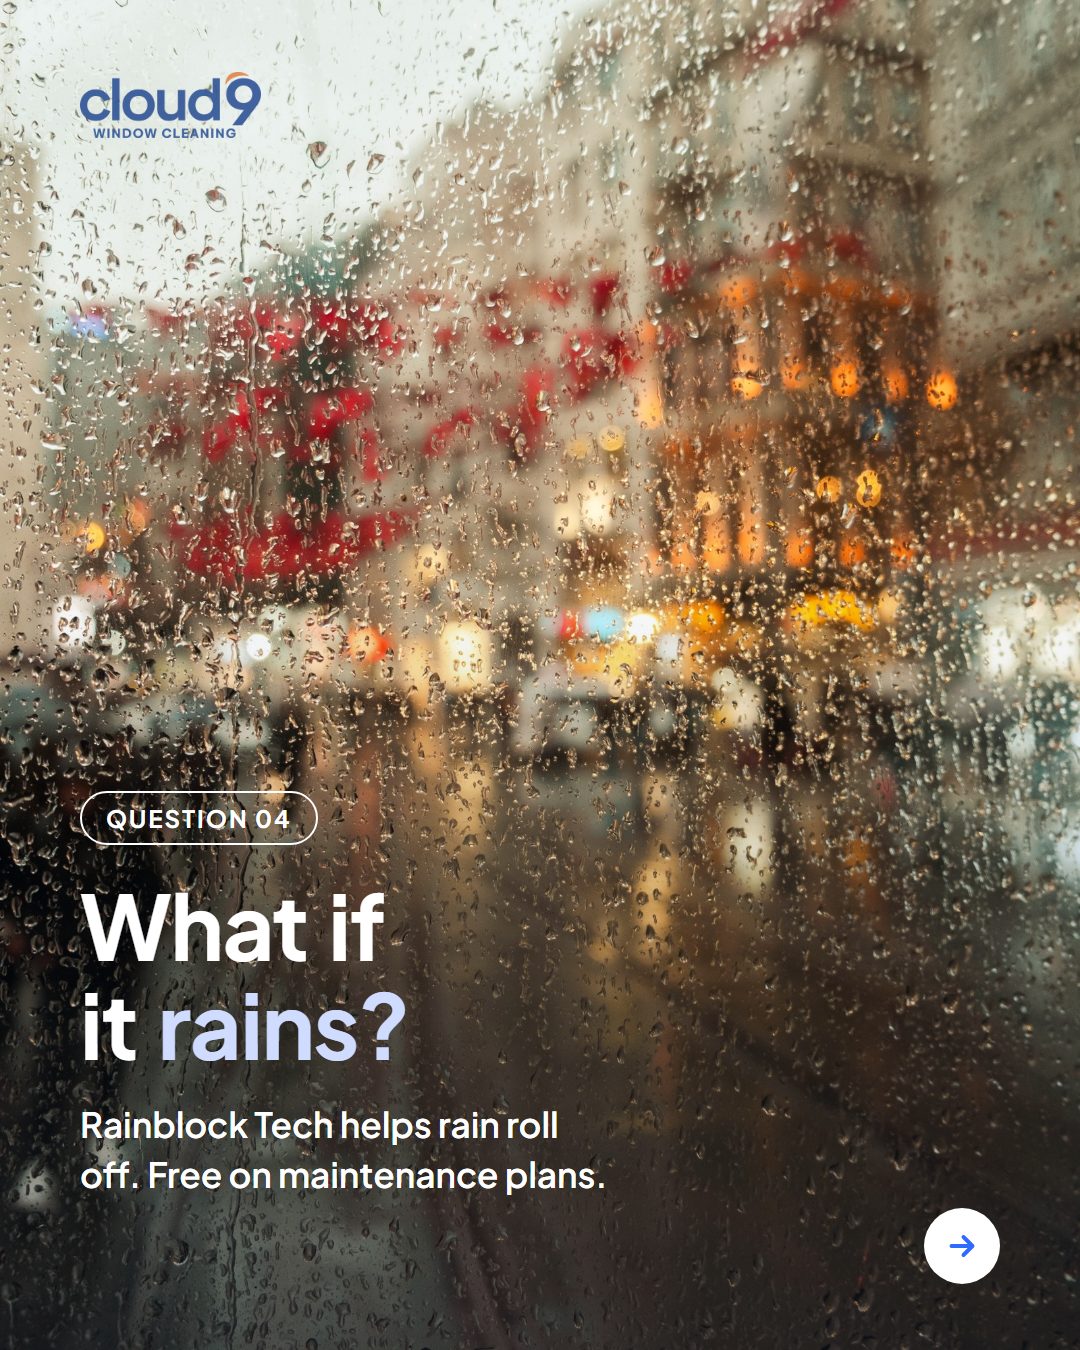 cloud9
WINDOW CLEANING
QUESTION 04
What if
it rains?
Rainblock Tech helps rain roll
off. Free on maintenance plans.